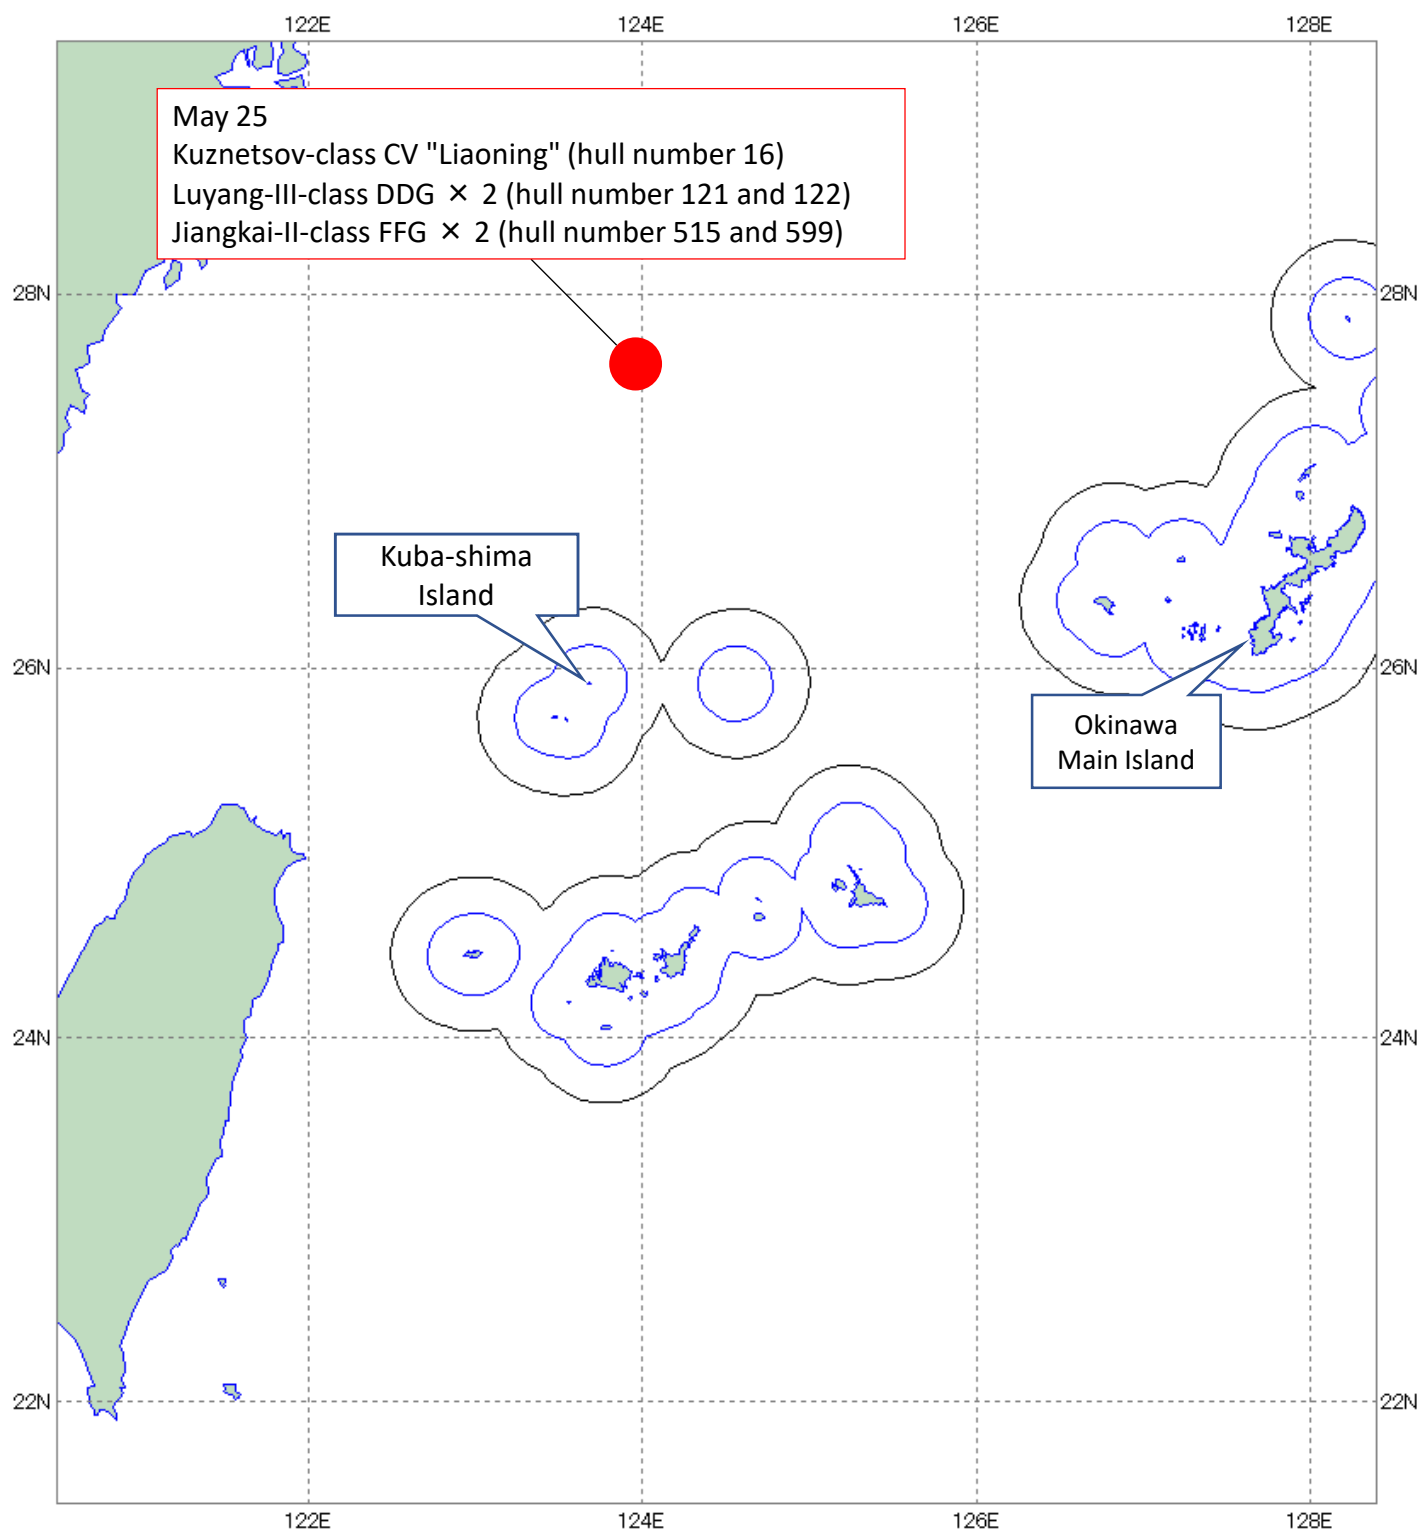 122E 124E 126E 128E
May 25
Kuznetsov-class CV "Liaoning" (hull number 16)
Luyang-III-class DDG × 2 (hull number 121 and 122)
Jiangkai-II-class FFG × 2 (hull number 515 and 599)
28N 28N
Kuba-shima
Island
26N 26N
Okinawa
Main Island
24N 24N
22N 22N
122E 124E 126E 128E